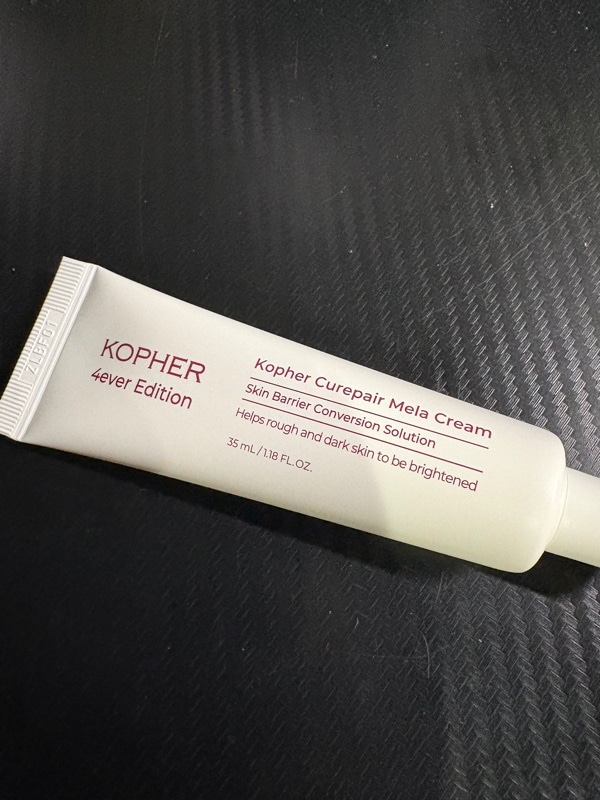 KOPHER
4ever Edition
Kopher Curepair Mela Cream
Skin Barrier Conversion Solution
Helps rough and dark skin to be brightened
35 mL / 1.18 FL.OZ.